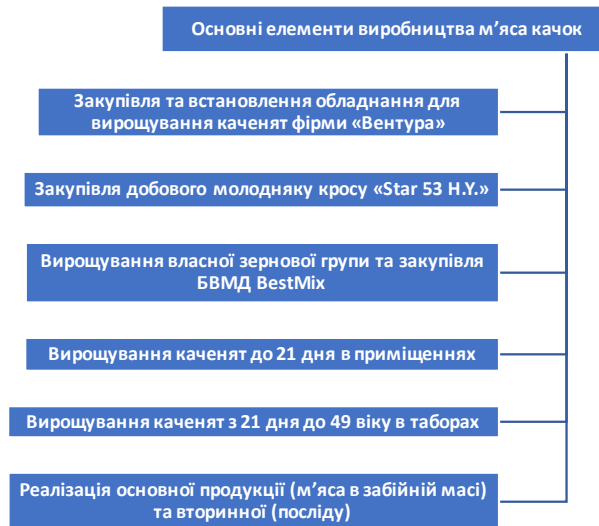 Основні елементи виробництва м’яса качок
Закупівля та встановлення обладнання для
вирощування каченят фірми «Вентура»
Закупівля добового молодняку кросу «Star 53 H.Y.»
Вирощування власної зернової групи та закупівля
БВМД BestMix
Вирощування каченят до 21 дня в приміщеннях
Вирощування каченят з 21 дня до 49 віку в таборах
Реалізація основної продукції (м’яса в забійній масі)
та вторинної (посліду)